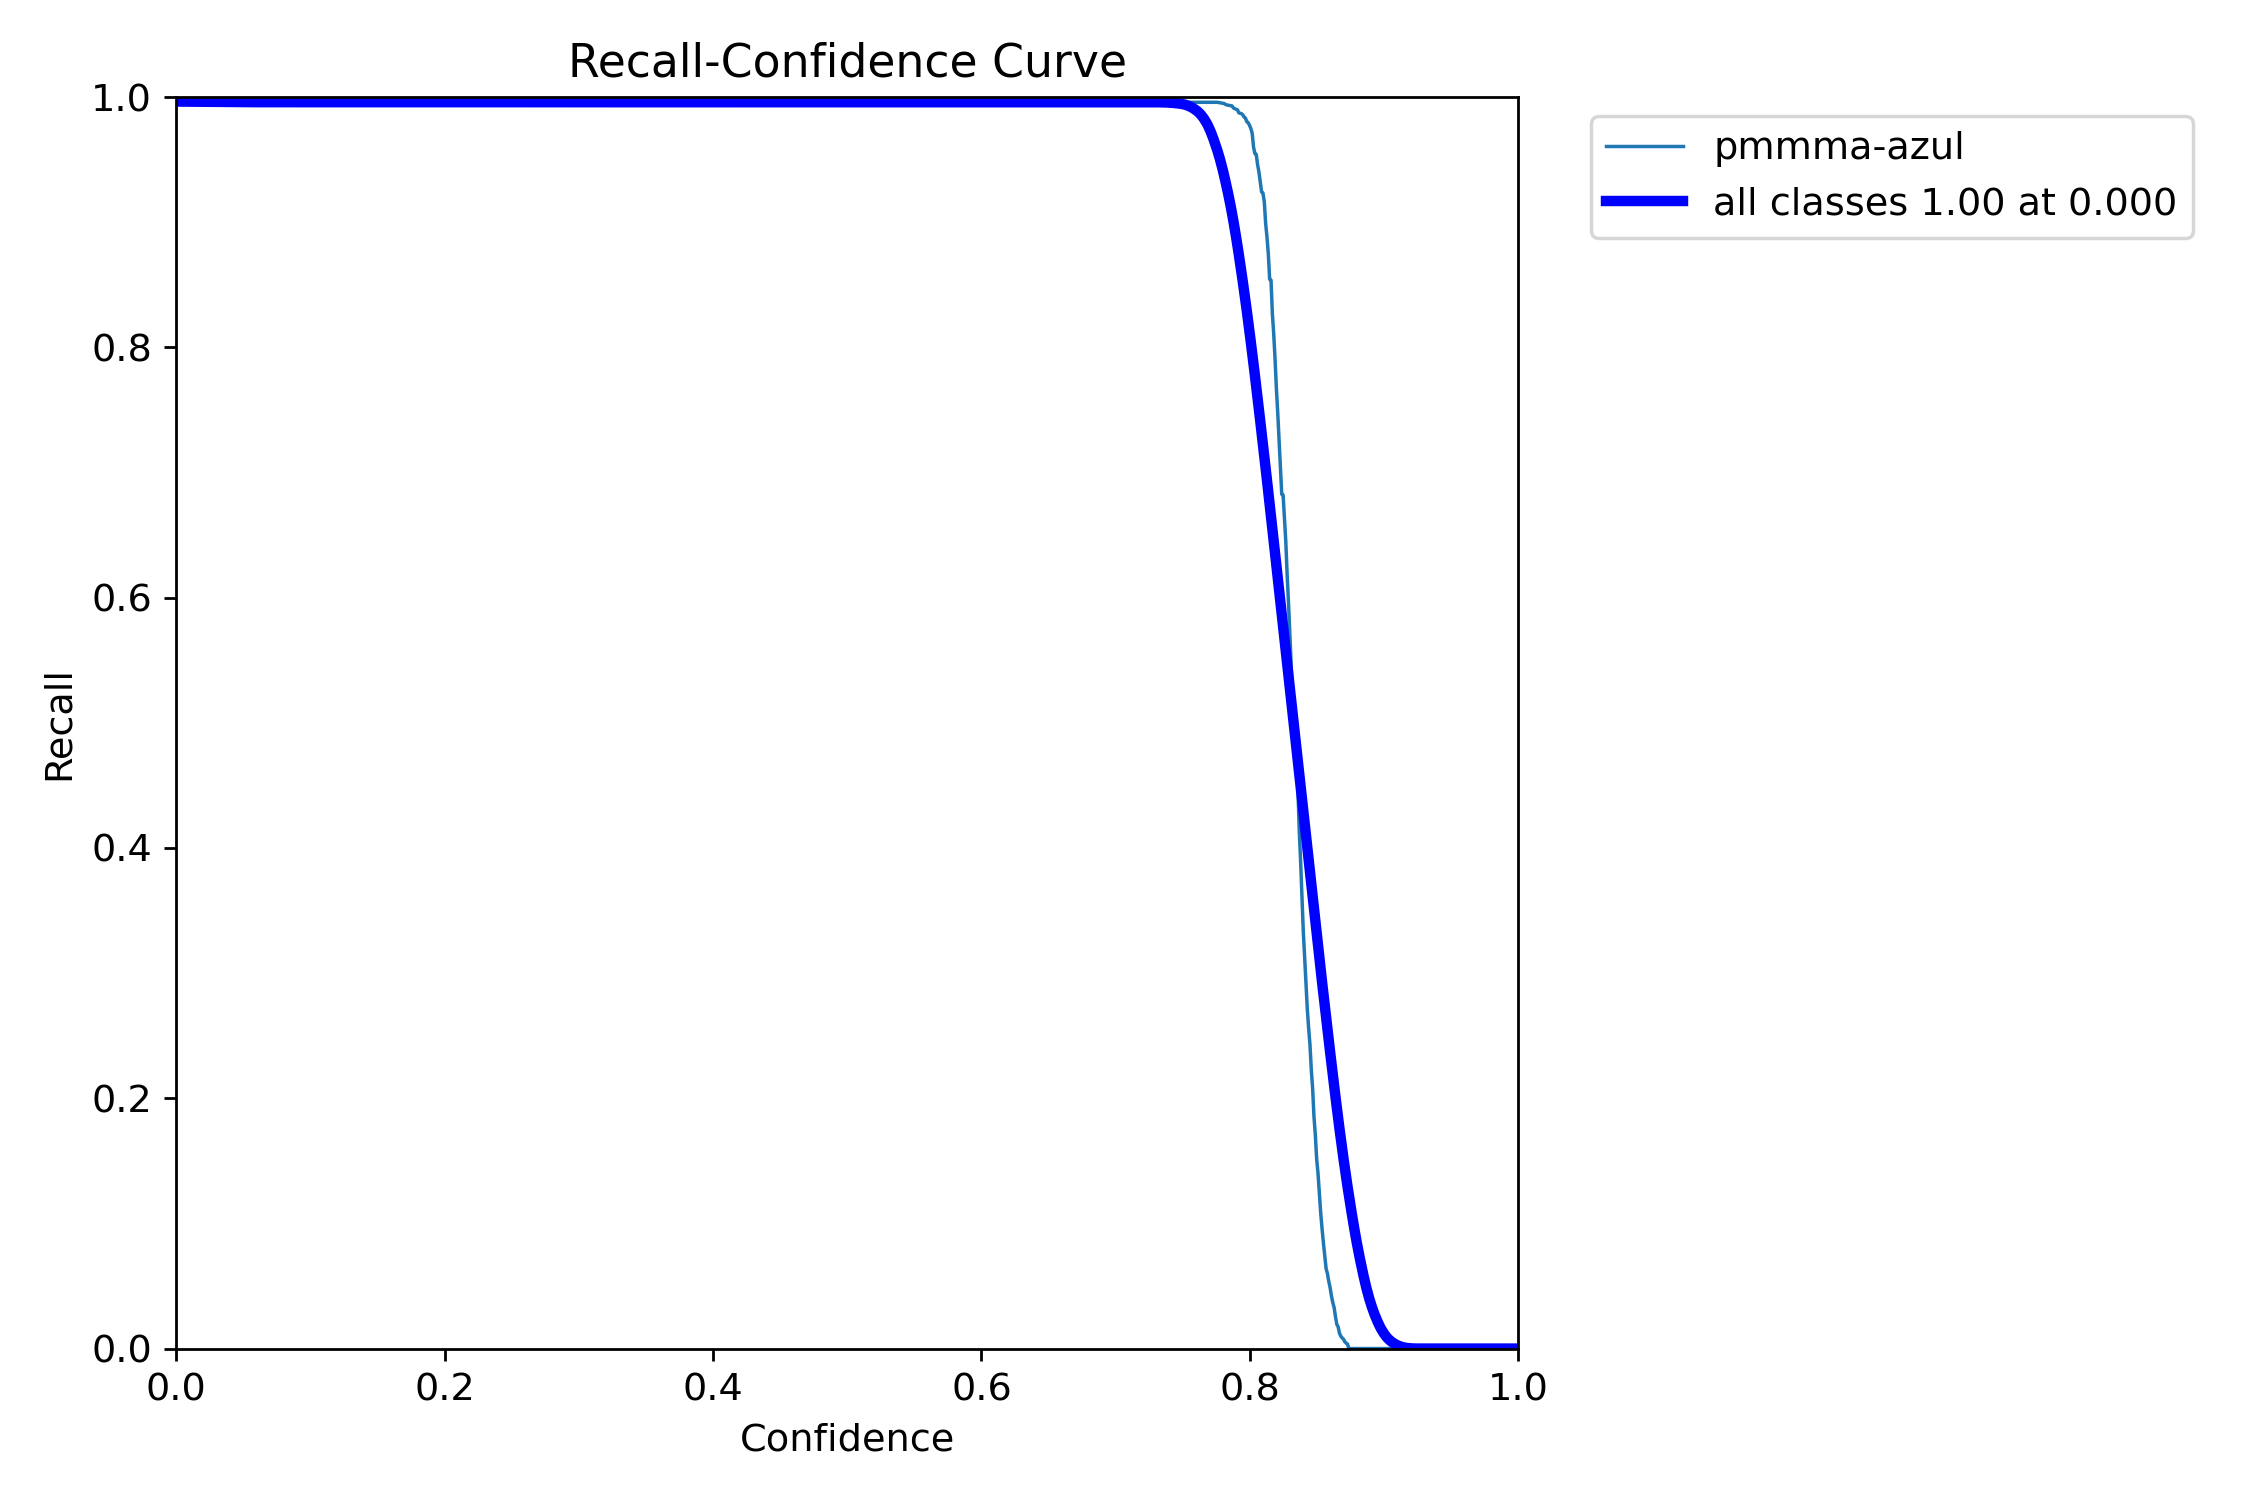 Recall-Confidence Curve
1.0
0.8
0.6
0.4
0.2
0.0
Recall
0.0 0.2 0.4 0.6 0.8 1.0
Confidence
pmmma-azul
all classes 1.00 at 0.000